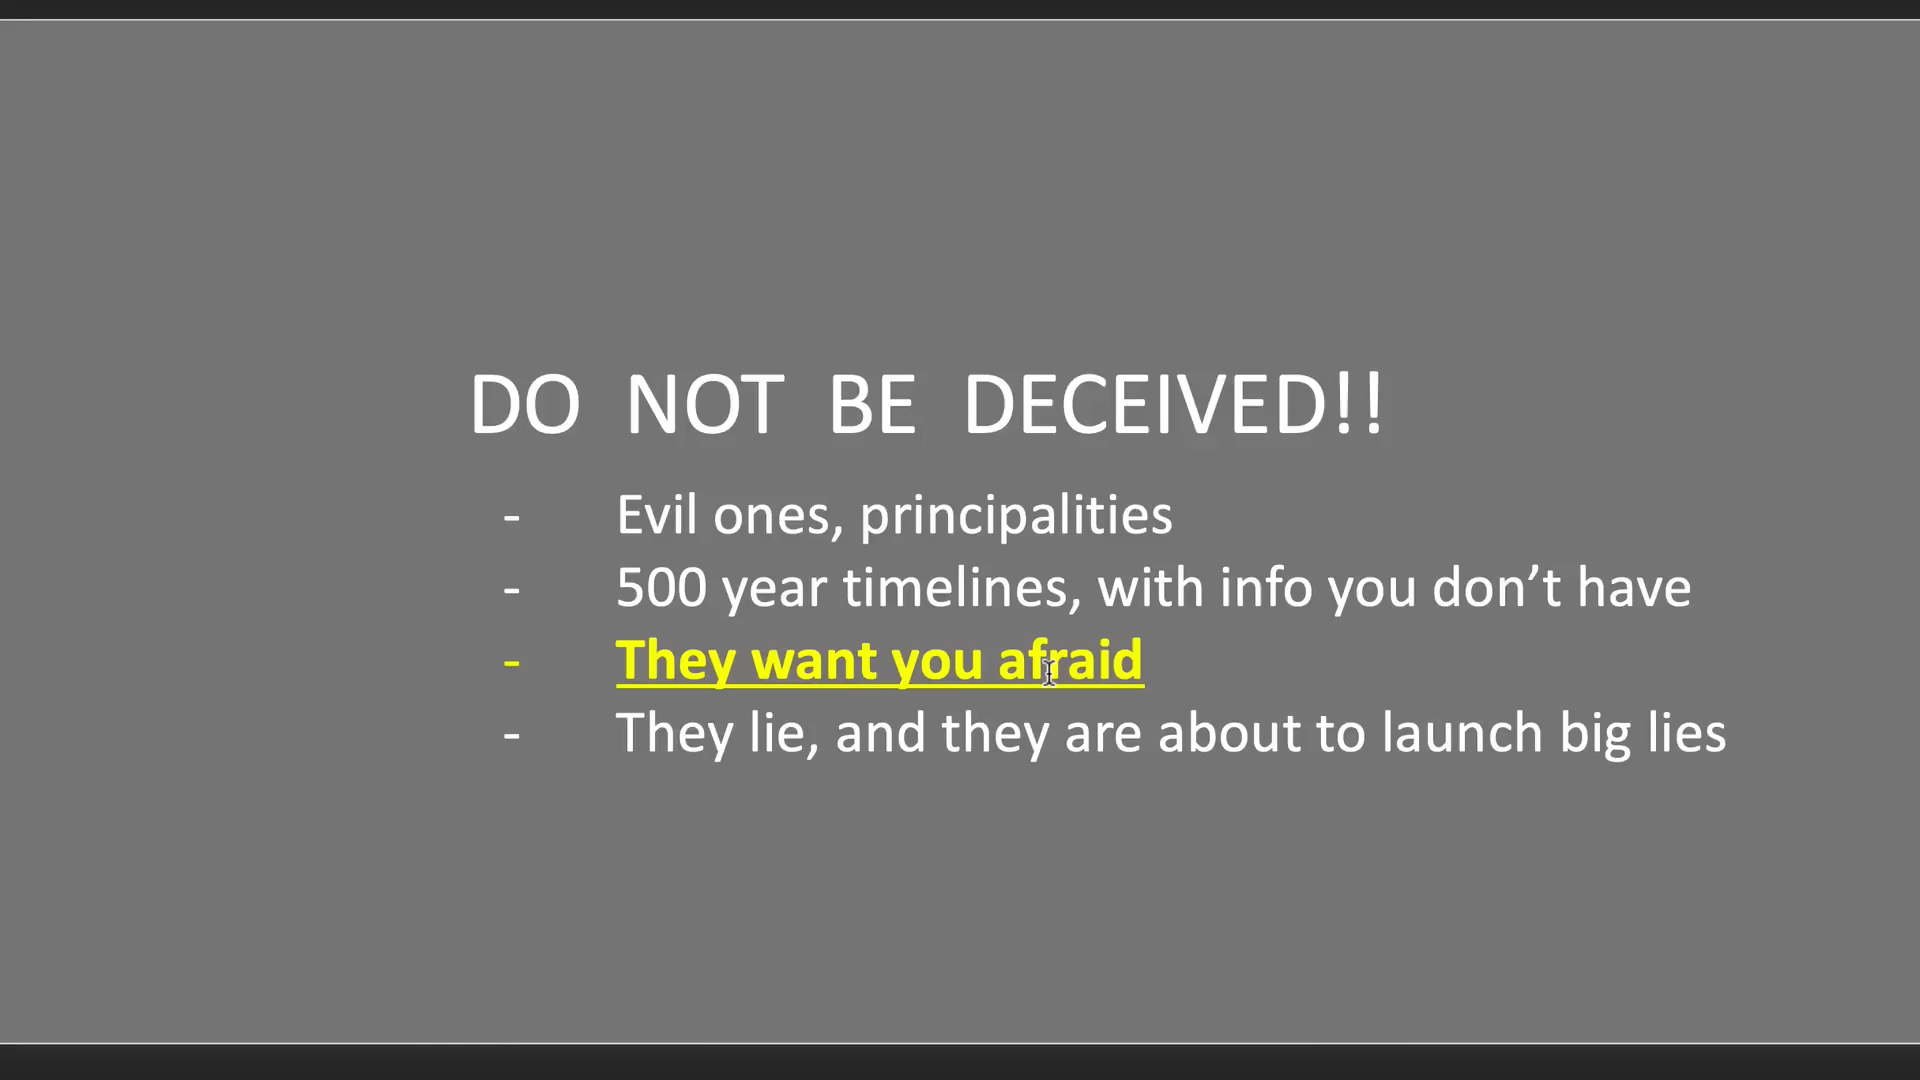 DO NOT BE DECEIVED!!
- Evil ones, principalities
- 500 year timelines, with info you don’t have
- They want you afraid
- They lie, and they are about to launch big lies